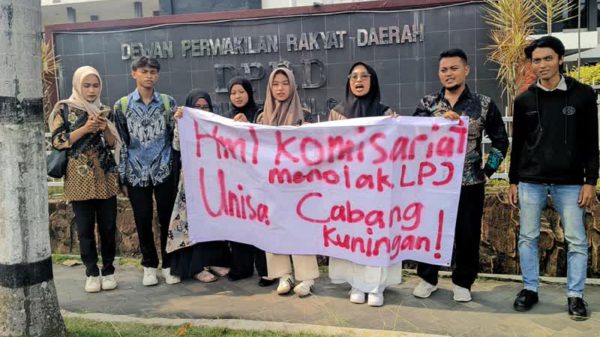 DEWAN PERWAKILAN RAKYAT DAERAH
DPRD
HmI Komisariat
menolak LPJ
Unisa Cabang
Kuningan!